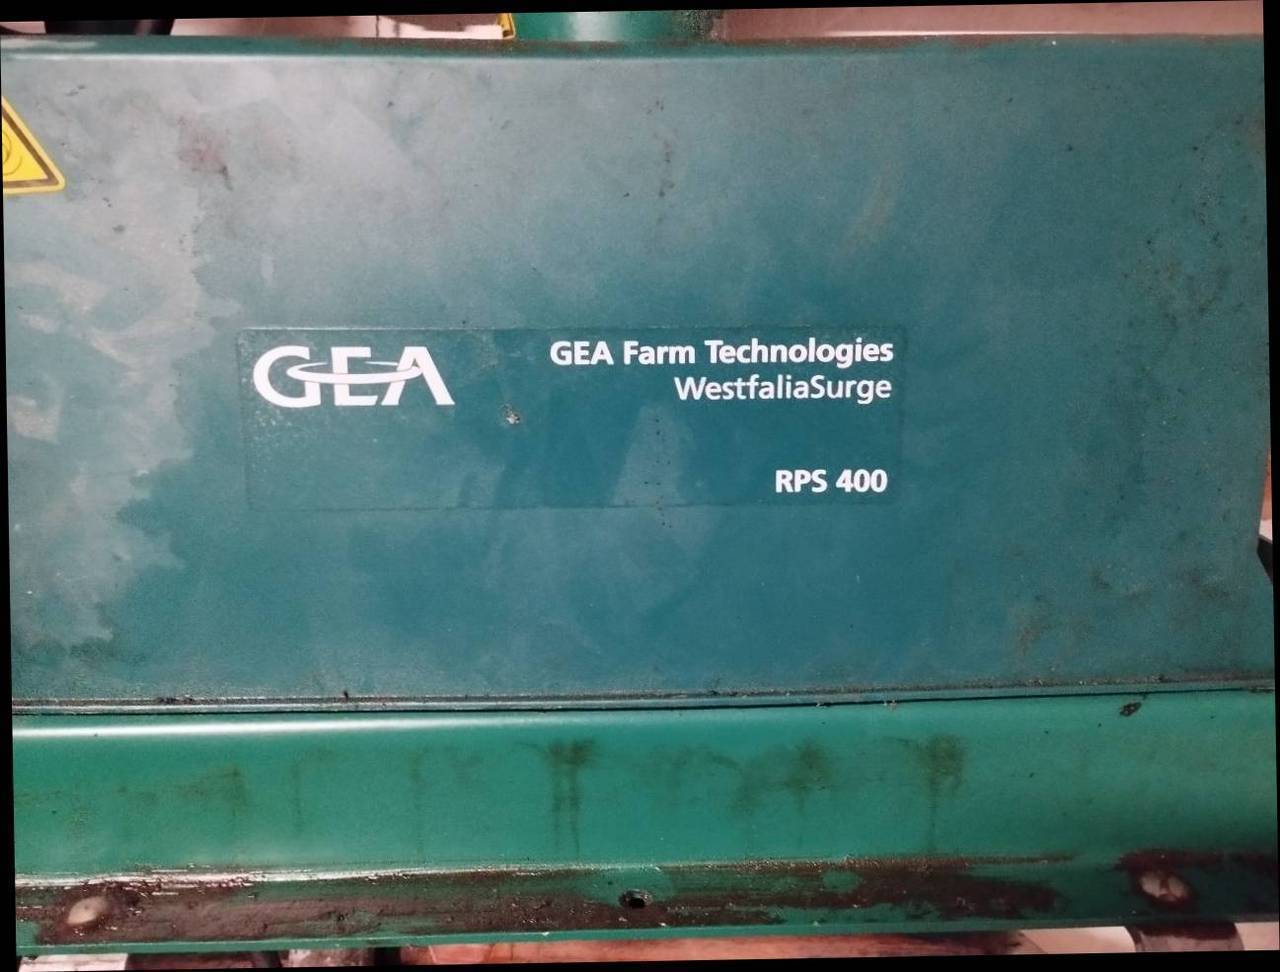 GEA
GEA Farm Technologies
WestfaliaSurge
RPS 400